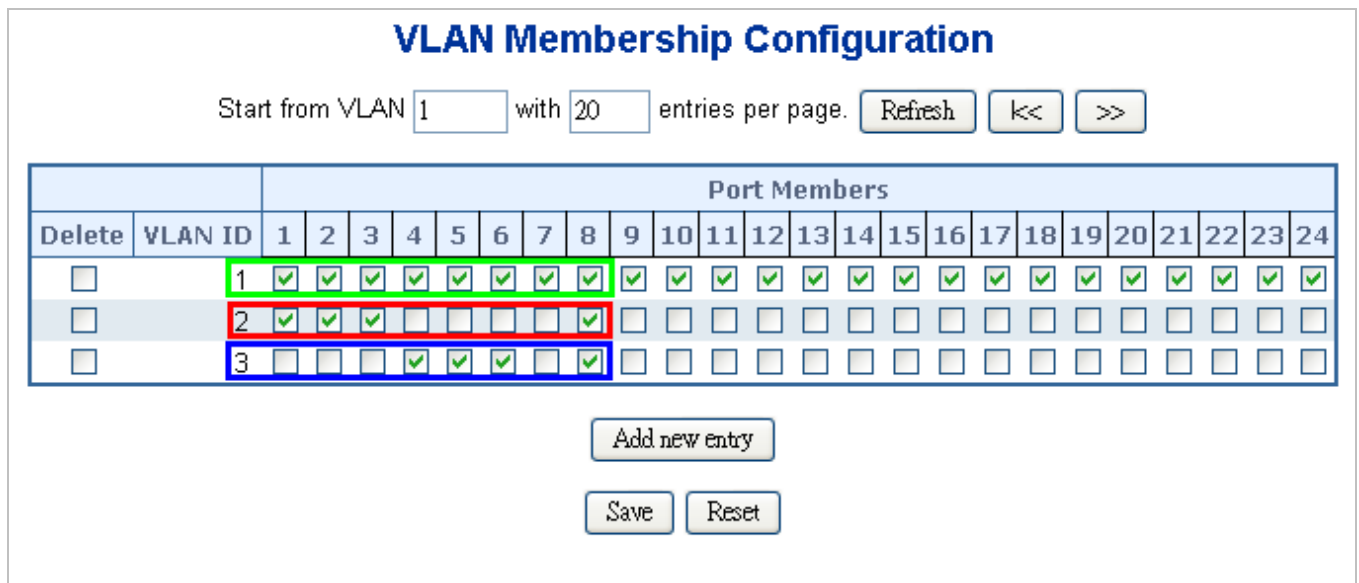 VLAN Membership Configuration
Start from VLAN 1 with 20 entries per page. Refresh |<< >>
Port Members
Delete VLAN ID 1 2 3 4 5 6 7 8 9 10 11 12 13 14 15 16 17 18 19 20 21 22 23 24
1
2
3
Add new entry
Save Reset